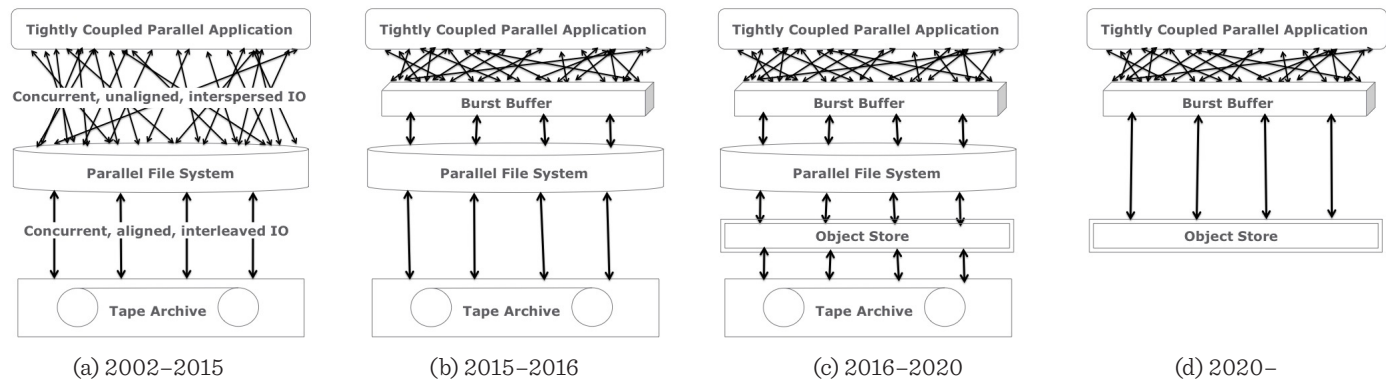 Tightly Coupled Parallel Application
Concurrent, unaligned, interspersed IO
Parallel File System
Concurrent, aligned, interleaved IO
Tape Archive
(a) 2002–2015
Tightly Coupled Parallel Application
Burst Buffer
Parallel File System
Tape Archive
(b) 2015–2016
Tightly Coupled Parallel Application
Burst Buffer
Parallel File System
Object Store
Tape Archive
(c) 2016–2020
Tightly Coupled Parallel Application
Burst Buffer
Object Store
(d) 2020–